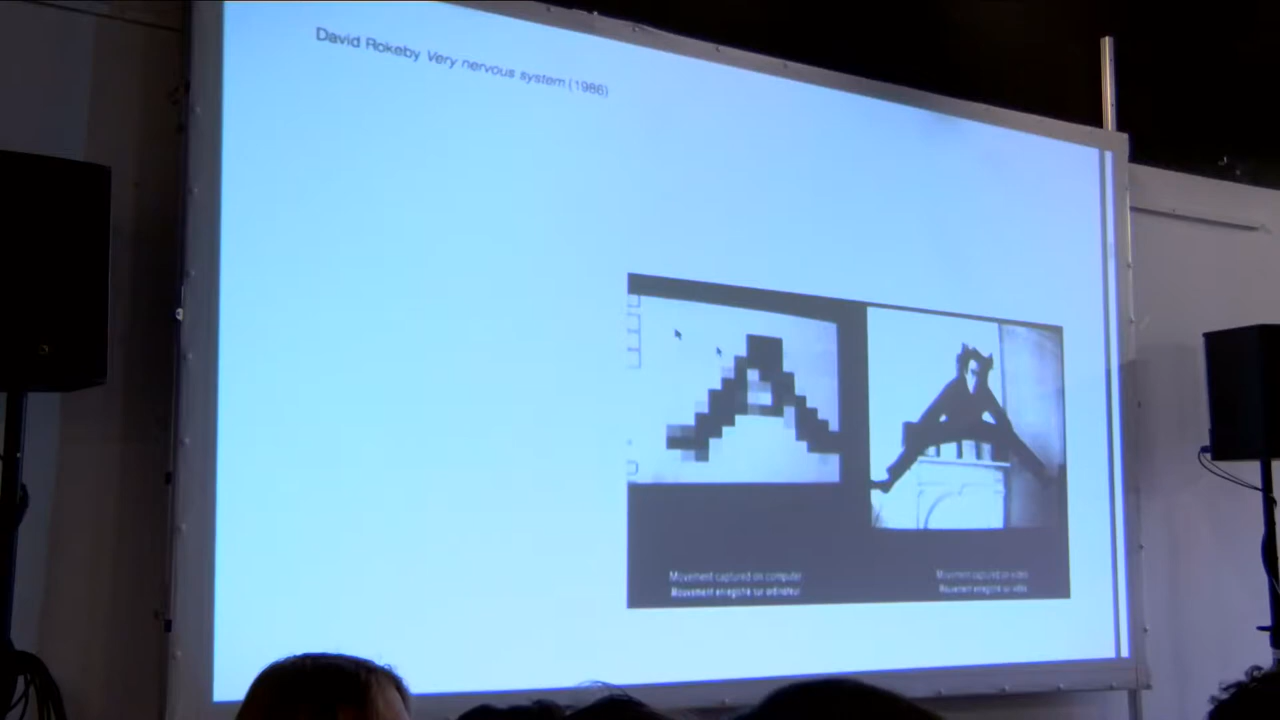 David Rokeby Very nervous system (1986)
Movement captured on computer
Mouvement enregistré sur ordinateur
Movement captured on video
Mouvement enregistré sur vidéo